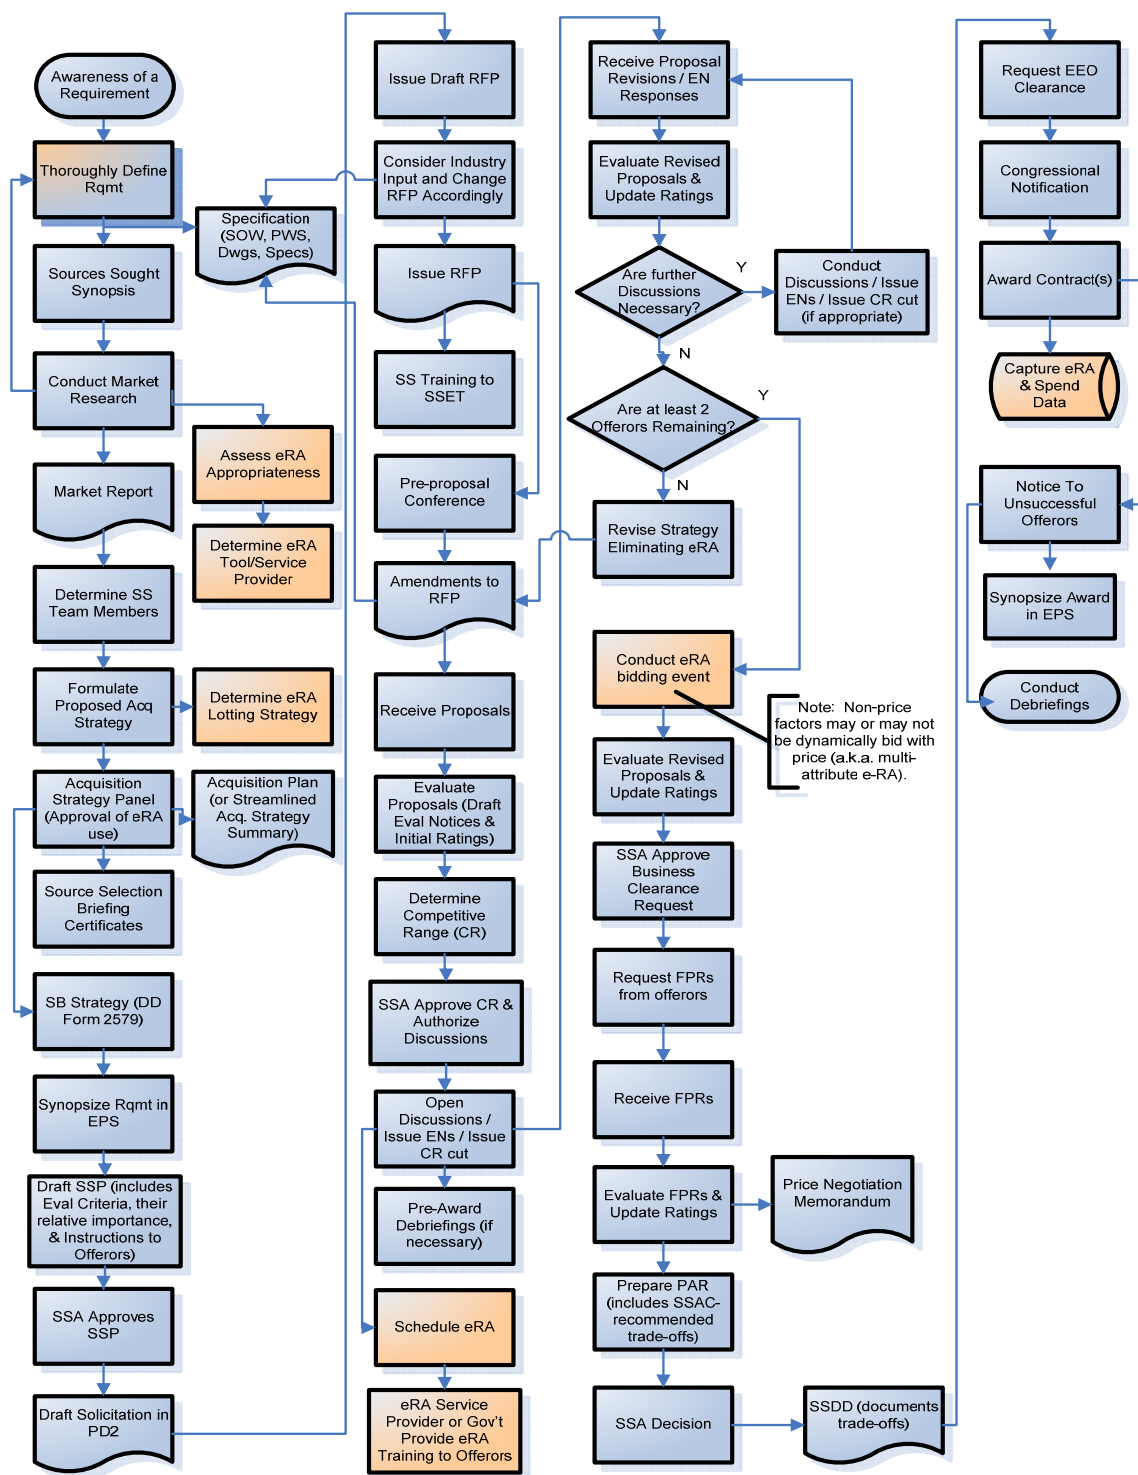 Awareness of a
Requirement
Thoroughly Define
Rqmt
Sources Sought
Synopsis
Conduct Market
Research
Market Report
Determine SS
Team Members
Formulate
Proposed Acq
Strategy
Acquisition
Strategy Panel
(Approval of eRA
use)
Source Selection
Briefing
Certificates
SB Strategy (DD
Form 2579)
Synopsize Rqmt in
EPS
Draft SSP (includes
Eval Criteria, their
relative importance,
& Instructions to
Offerors)
SSA Approves
SSP
Draft Solicitation in
PD2
Specification
(SOW, PWS,
Dwgs, Specs)
Assess eRA
Appropriateness
Determine eRA
Tool/Service
Provider
Determine eRA
Lotting Strategy
Acquisition Plan
(or Streamlined
Acq. Strategy
Summary)
Issue Draft RFP
Consider Industry
Input and Change
RFP Accordingly
Issue RFP
SS Training to
SSET
Pre-proposal
Conference
Amendments to
RFP
Receive Proposals
Evaluate
Proposals (Draft
Eval Notices &
Initial Ratings)
Determine
Competitive
Range (CR)
SSA Approve CR &
Authorize
Discussions
Open
Discussions /
Issue ENs / Issue
CR cut
Pre-Award
Debriefings (if
necessary)
Schedule eRA
eRA Service
Provider or Gov't
Provide eRA
Training to Offerors
Receive Proposal
Revisions / EN
Responses
Evaluate Revised
Proposals &
Update Ratings
Are further
Discussions
Necessary?
Y
Conduct
Discussions / Issue
ENs / Issue CR cut
(if appropriate)
N
Are at least 2
Offerors Remaining?
Y
N
Revise Strategy
Eliminating eRA
Conduct eRA
bidding event
Note: Non-price
factors may or may not
be dynamically bid with
price (a.k.a. multi-
attribute e-RA).
Evaluate Revised
Proposals &
Update Ratings
SSA Approve
Business
Clearance
Request
Request FPRs
from offerors
Receive FPRs
Evaluate FPRs &
Update Ratings
Price Negotiation
Memorandum
Prepare PAR
(includes SSAC-
recommended
trade-offs)
SSA Decision
SSDD (documents
trade-offs)
Request EEO
Clearance
Congressional
Notification
Award Contract(s)
Capture eRA
& Spend
Data
Notice To
Unsuccessful
Offerors
Synopsize Award
in EPS
Conduct
Debriefings